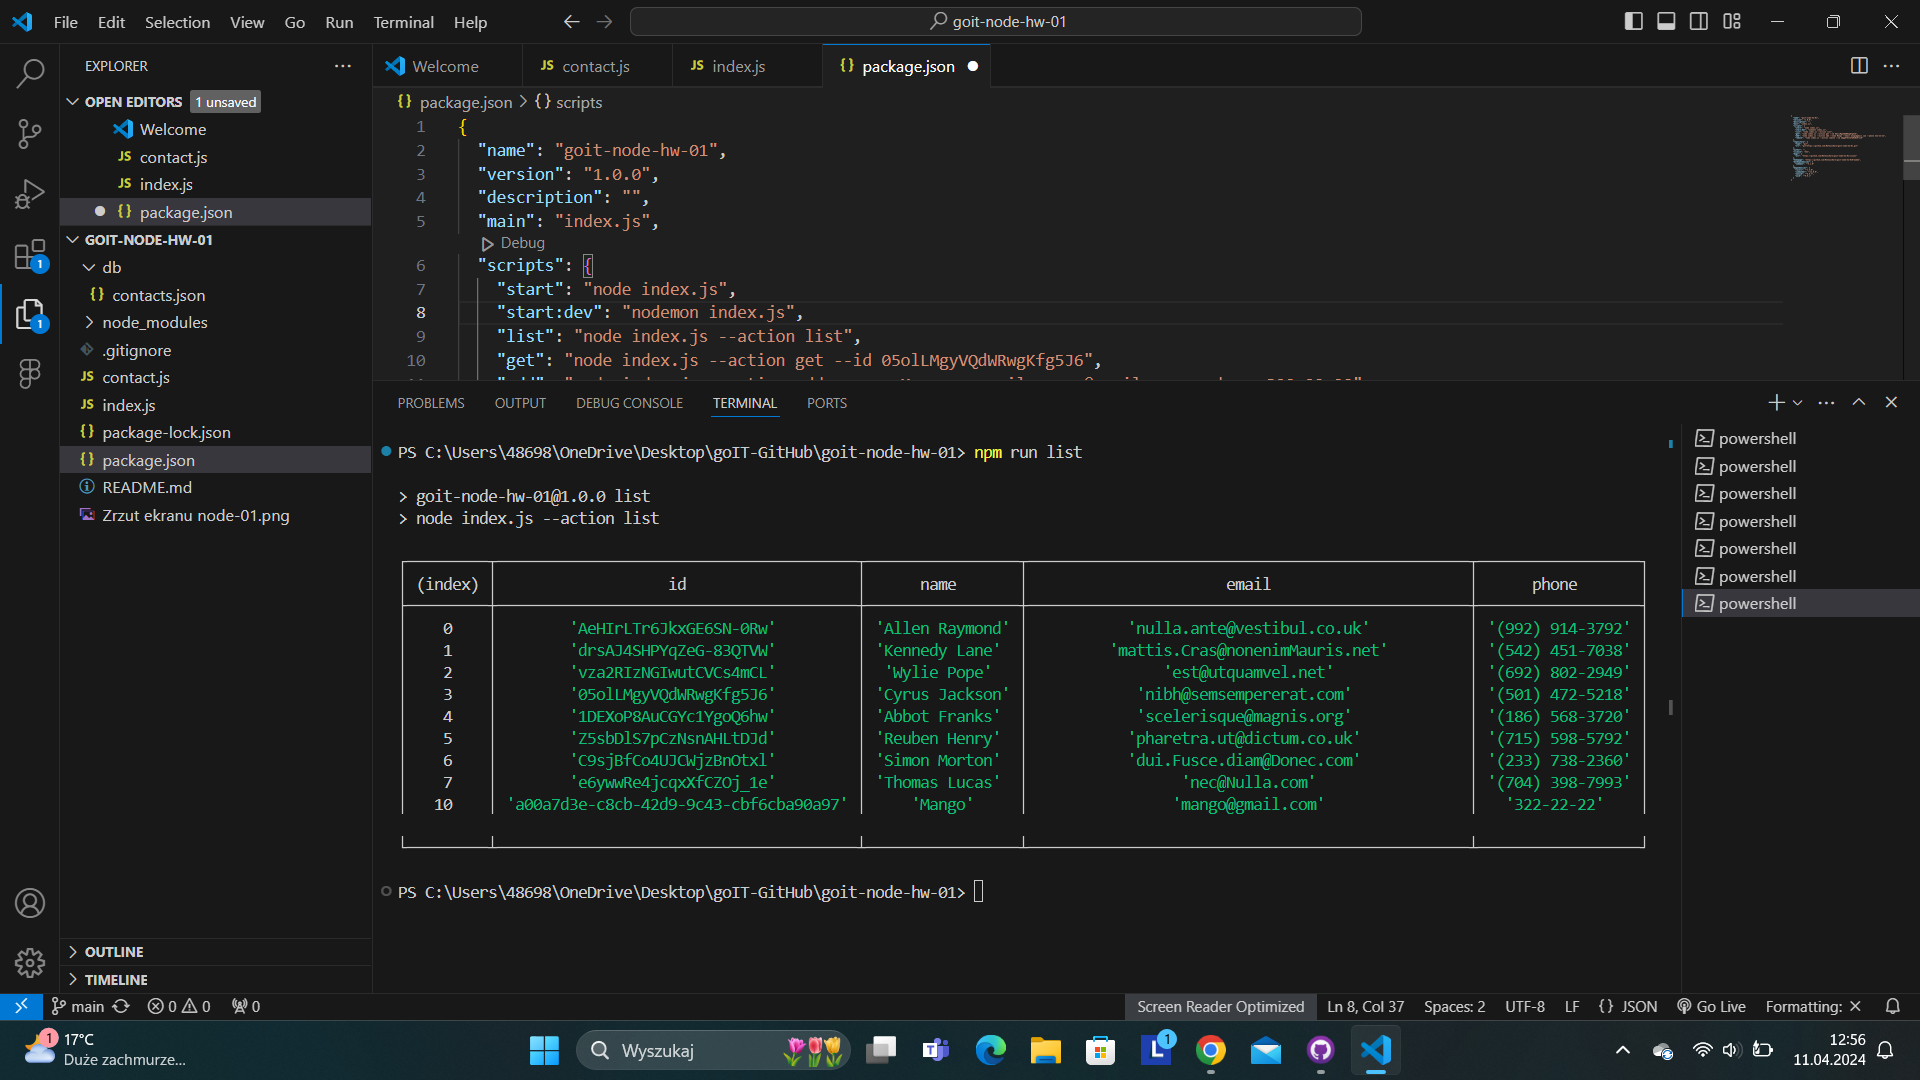 File Edit Selection View Go Run Terminal Help
goit-node-hw-01
EXPLORER
OPEN EDITORS 1 unsaved
Welcome
JS contact.js
JS index.js
{} package.json
GOIT-NODE-HW-01
db
{} contacts.json
node_modules
.gitignore
JS contact.js
JS index.js
{} package-lock.json
{} package.json
README.md
Zrzut ekranu node-01.png
OUTLINE
TIMELINE
1
1
Welcome JS contact.js JS index.js {} package.json
{} package.json > {} scripts
1 {
2 "name": "goit-node-hw-01",
3 "version": "1.0.0",
4 "description": "",
5 "main": "index.js",
Debug
6 "scripts": {
7 "start": "node index.js",
8 "start:dev": "nodemon index.js",
9 "list": "node index.js --action list",
10 "get": "node index.js --action get --id 05olLMgyVQdWRwgKfg5J6",
PROBLEMS OUTPUT DEBUG CONSOLE TERMINAL PORTS
PS C:\Users\48698\OneDrive\Desktop\goIT-GitHub\goit-node-hw-01> npm run list
> goit-node-hw-01@1.0.0 list
> node index.js --action list
(index) id name email phone
0 'AeHIrLTr6JkxGE6SN-0Rw' 'Allen Raymond' 'nulla.ante@vestibul.co.uk' '(992) 914-3792'
1 'drsAJ4SHPYqZeG-83QTVW' 'Kennedy Lane' 'mattis.Cras@nonenimMauris.net' '(542) 451-7038'
2 'vza2RIzNGIwutCVCs4mCL' 'Wylie Pope' 'est@utquamvel.net' '(692) 802-2949'
3 '05olLMgyVQdWRwgKfg5J6' 'Cyrus Jackson' 'nibh@semsempererat.com' '(501) 472-5218'
4 '1DEXoP8AuCGYc1YgoQ6hw' 'Abbot Franks' 'scelerisque@magnis.org' '(186) 568-3720'
5 'Z5sbDlS7pCzNsnAHLtDJd' 'Reuben Henry' 'pharetra.ut@dictum.co.uk' '(715) 598-5792'
6 'C9sjBfCo4UJCWjzBnOtxl' 'Simon Morton' 'dui.Fusce.diam@Donec.com' '(233) 738-2360'
7 'e6ywwRe4jcqxXfCZOj_1e' 'Thomas Lucas' 'nec@Nulla.com' '(704) 398-7993'
10 'a00a7d3e-c8cb-42d9-9c43-cbf6cba90a97' 'Mango' 'mango@gmail.com' '322-22-22'
PS C:\Users\48698\OneDrive\Desktop\goIT-GitHub\goit-node-hw-01>
powershell
powershell
powershell
powershell
powershell
powershell
powershell
main 0 0 0 Screen Reader Optimized Ln 8, Col 37 Spaces: 2 UTF-8 LF {} JSON Go Live Formatting: ×
1 17°C
Duże zachmurze...
Wyszukaj
1
12:56
11.04.2024